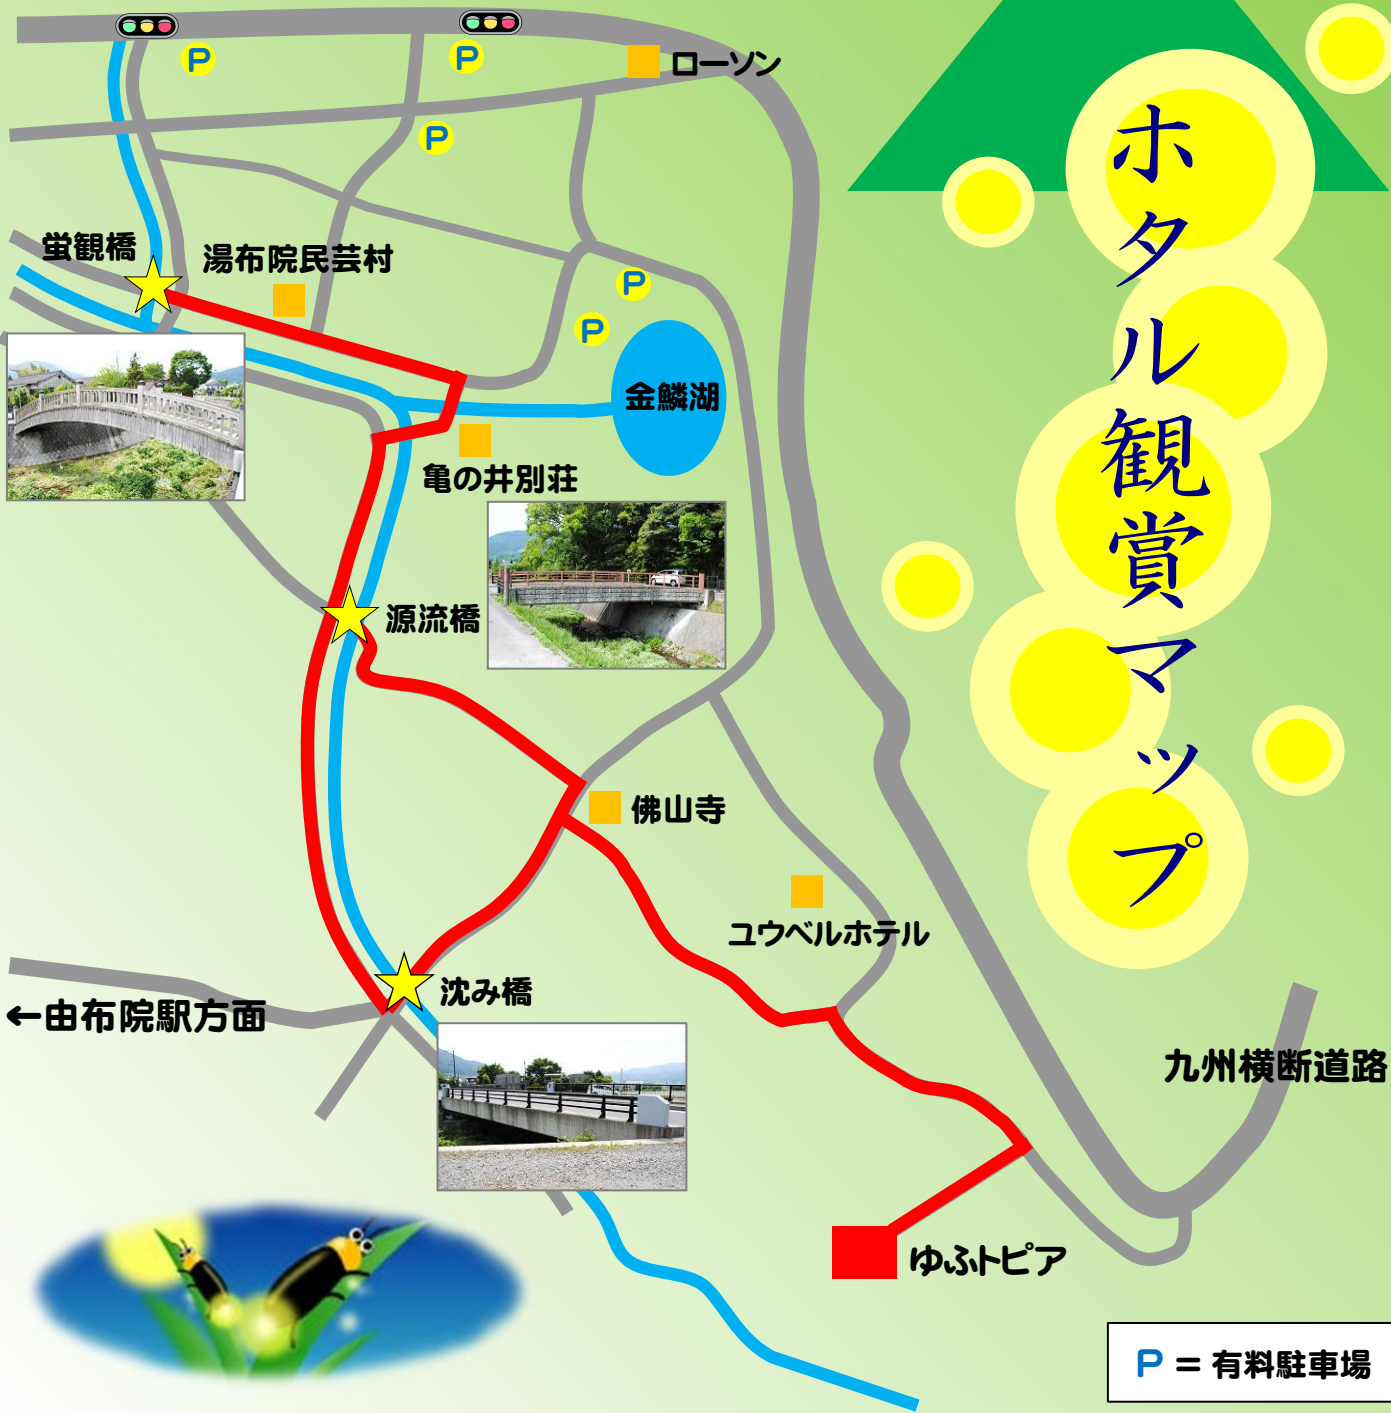 ホタル観賞マップ
P
P
ローソン
P
蛍観橋
湯布院民芸村
P
P
金鱗湖
亀の井別荘
源流橋
佛山寺
ユウベルホテル
沈み橋
←由布院駅方面
九州横断道路
ゆふトピア
P = 有料駐車場